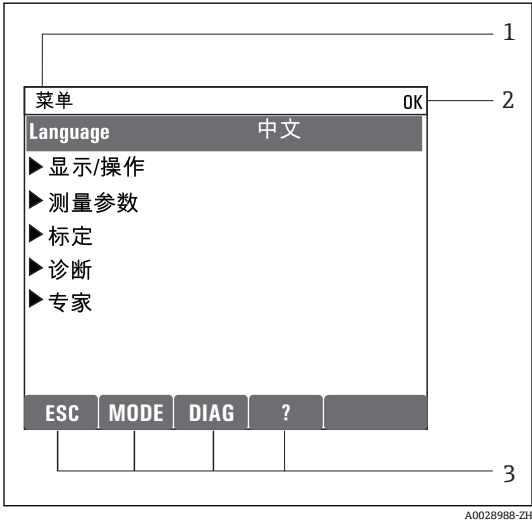 1
菜单 OK 2
Language 中文
▶显示/操作
▶测量参数
▶标定
▶诊断
▶专家
ESC MODE DIAG ?
3
A0028988-ZH